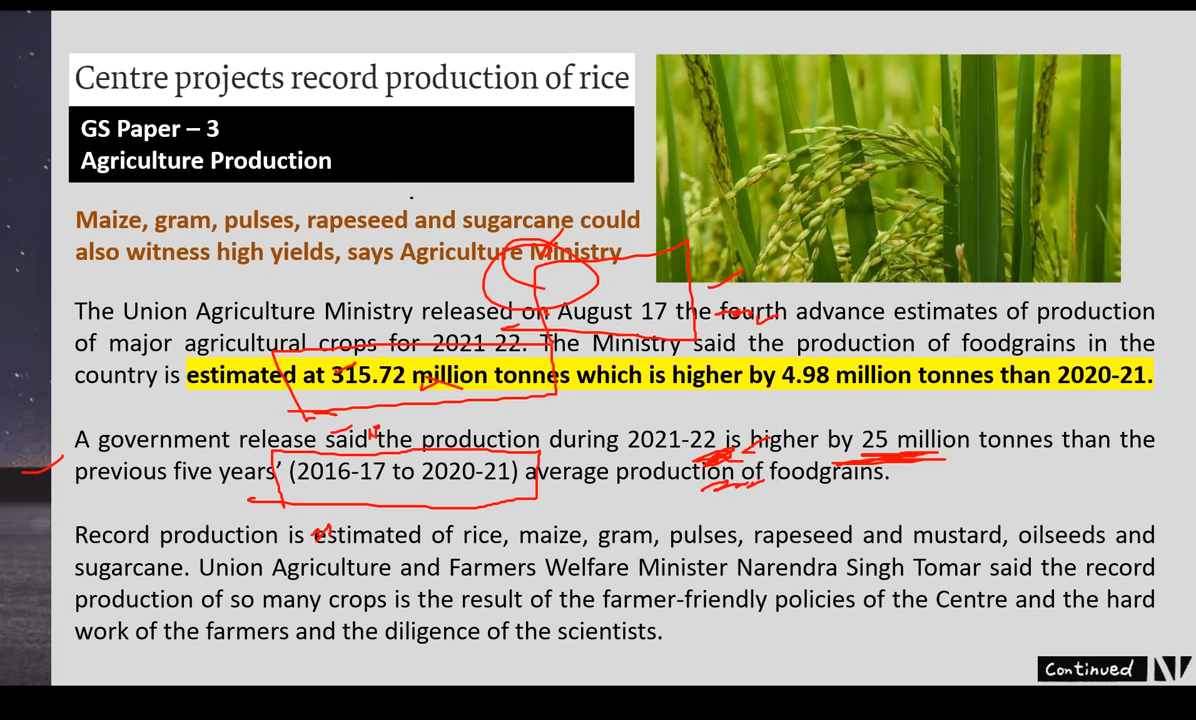 Centre projects record production of rice
GS Paper – 3
Agriculture Production
Maize, gram, pulses, rapeseed and sugarcane could
also witness high yields, says Agriculture Ministry
The Union Agriculture Ministry released on August 17 the fourth advance estimates of production
of major agricultural crops for 2021-22. The Ministry said the production of foodgrains in the
country is estimated at 315.72 million tonnes which is higher by 4.98 million tonnes than 2020-21.
A government release said the production during 2021-22 is higher by 25 million tonnes than the
previous five years’ (2016-17 to 2020-21) average production of foodgrains.
Record production is estimated of rice, maize, gram, pulses, rapeseed and mustard, oilseeds and
sugarcane. Union Agriculture and Farmers Welfare Minister Narendra Singh Tomar said the record
production of so many crops is the result of the farmer-friendly policies of the Centre and the hard
work of the farmers and the diligence of the scientists.
Continued